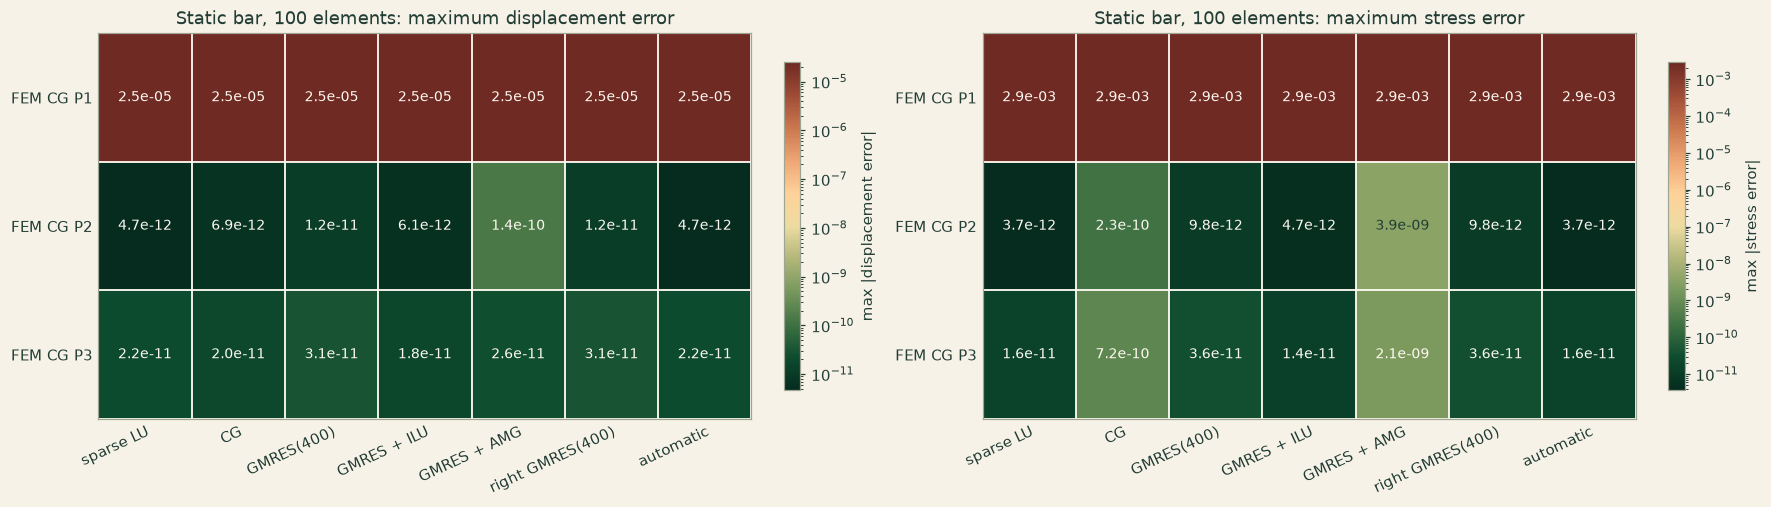 Static bar, 100 elements: maximum displacement error
FEM CG P1 2.5e-05 2.5e-05 2.5e-05 2.5e-05 2.5e-05 2.5e-05 2.5e-05
FEM CG P2 4.7e-12 6.9e-12 1.2e-11 6.1e-12 1.4e-10 1.2e-11 4.7e-12
FEM CG P3 2.2e-11 2.0e-11 3.1e-11 1.8e-11 2.6e-11 3.1e-11 2.2e-11
sparse LU CG GMRES(400) GMRES + ILU GMRES + AMG right GMRES(400) automatic
10⁻⁵
10⁻⁶
10⁻⁷
10⁻⁸
10⁻⁹
10⁻¹⁰
10⁻¹¹
max |displacement error|
Static bar, 100 elements: maximum stress error
FEM CG P1 2.9e-03 2.9e-03 2.9e-03 2.9e-03 2.9e-03 2.9e-03 2.9e-03
FEM CG P2 3.7e-12 2.3e-10 9.8e-12 4.7e-12 3.9e-09 9.8e-12 3.7e-12
FEM CG P3 1.6e-11 7.2e-10 3.6e-11 1.4e-11 2.1e-09 3.6e-11 1.6e-11
sparse LU CG GMRES(400) GMRES + ILU GMRES + AMG right GMRES(400) automatic
10⁻³
10⁻⁴
10⁻⁵
10⁻⁶
10⁻⁷
10⁻⁸
10⁻⁹
10⁻¹⁰
10⁻¹¹
max |stress error|